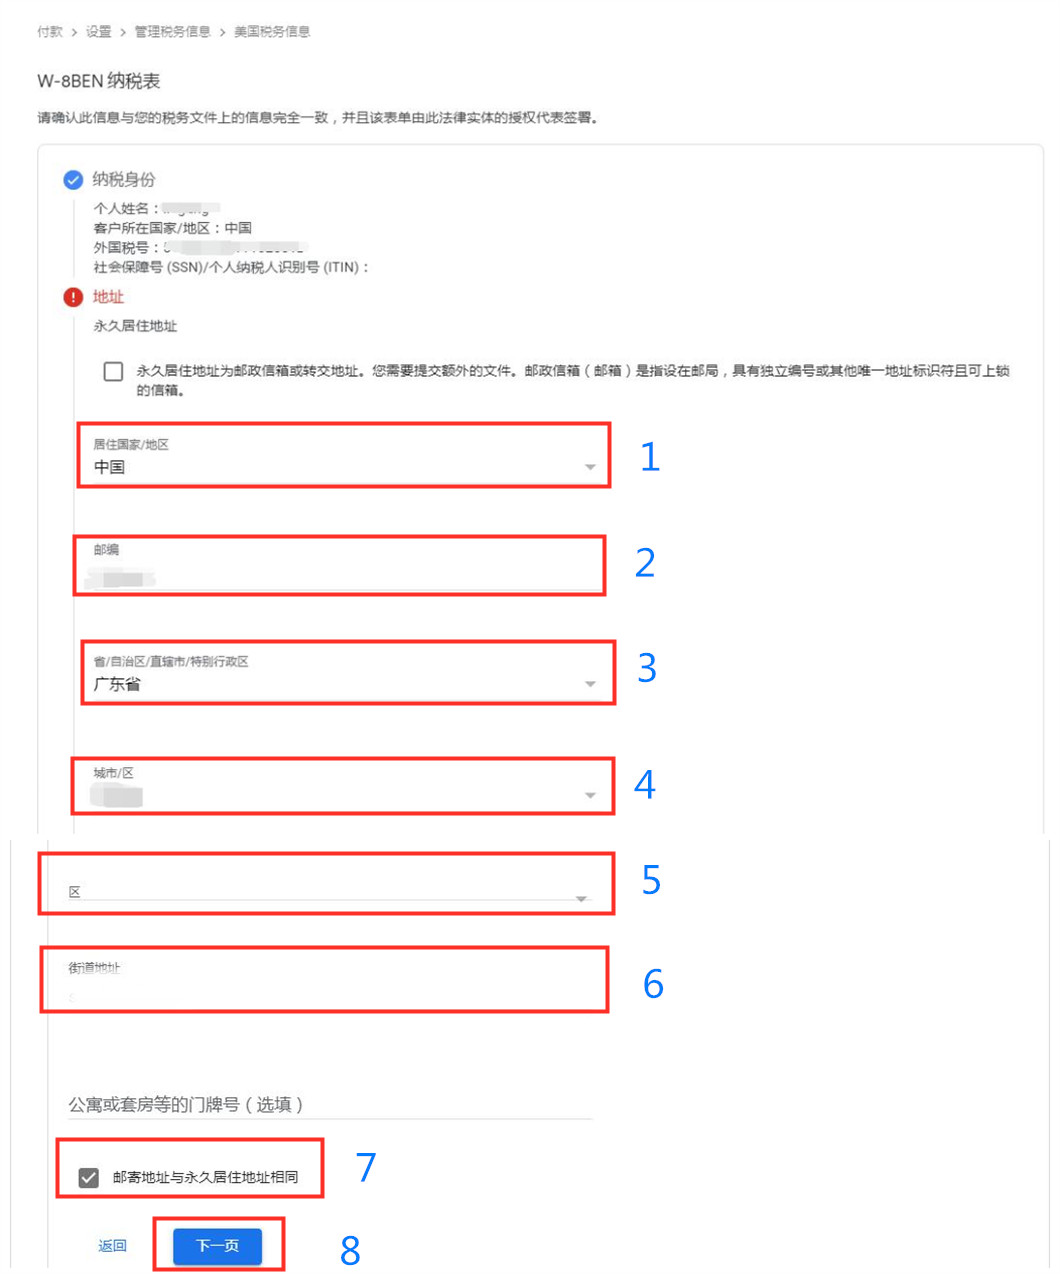 付款 > 设置 > 管理税务信息 > 美国税务信息
W-8BEN 纳税表
请确认此信息与您的税务文件上的信息完全一致，并且该表单由此法律实体的授权代表签署。
纳税身份
个人姓名：
客户所在国家/地区：中国
外国税号：
社会保障号 (SSN)/个人纳税人识别号 (ITIN)：
地址
永久居住地址
永久居住地址为邮政信箱或转交地址。您需要提交额外的文件。邮政信箱（邮箱）是指设在邮局，具有独立编号或其他唯一地址标识符且可上锁
的信箱。
居住国家/地区
中国
1
邮编
2
省/自治区/直辖市/特别行政区
广东省
3
城市/区
4
区
5
街道地址
6
公寓或套房等的门牌号（选填）
邮寄地址与永久居住地址相同
7
返回
下一页
8